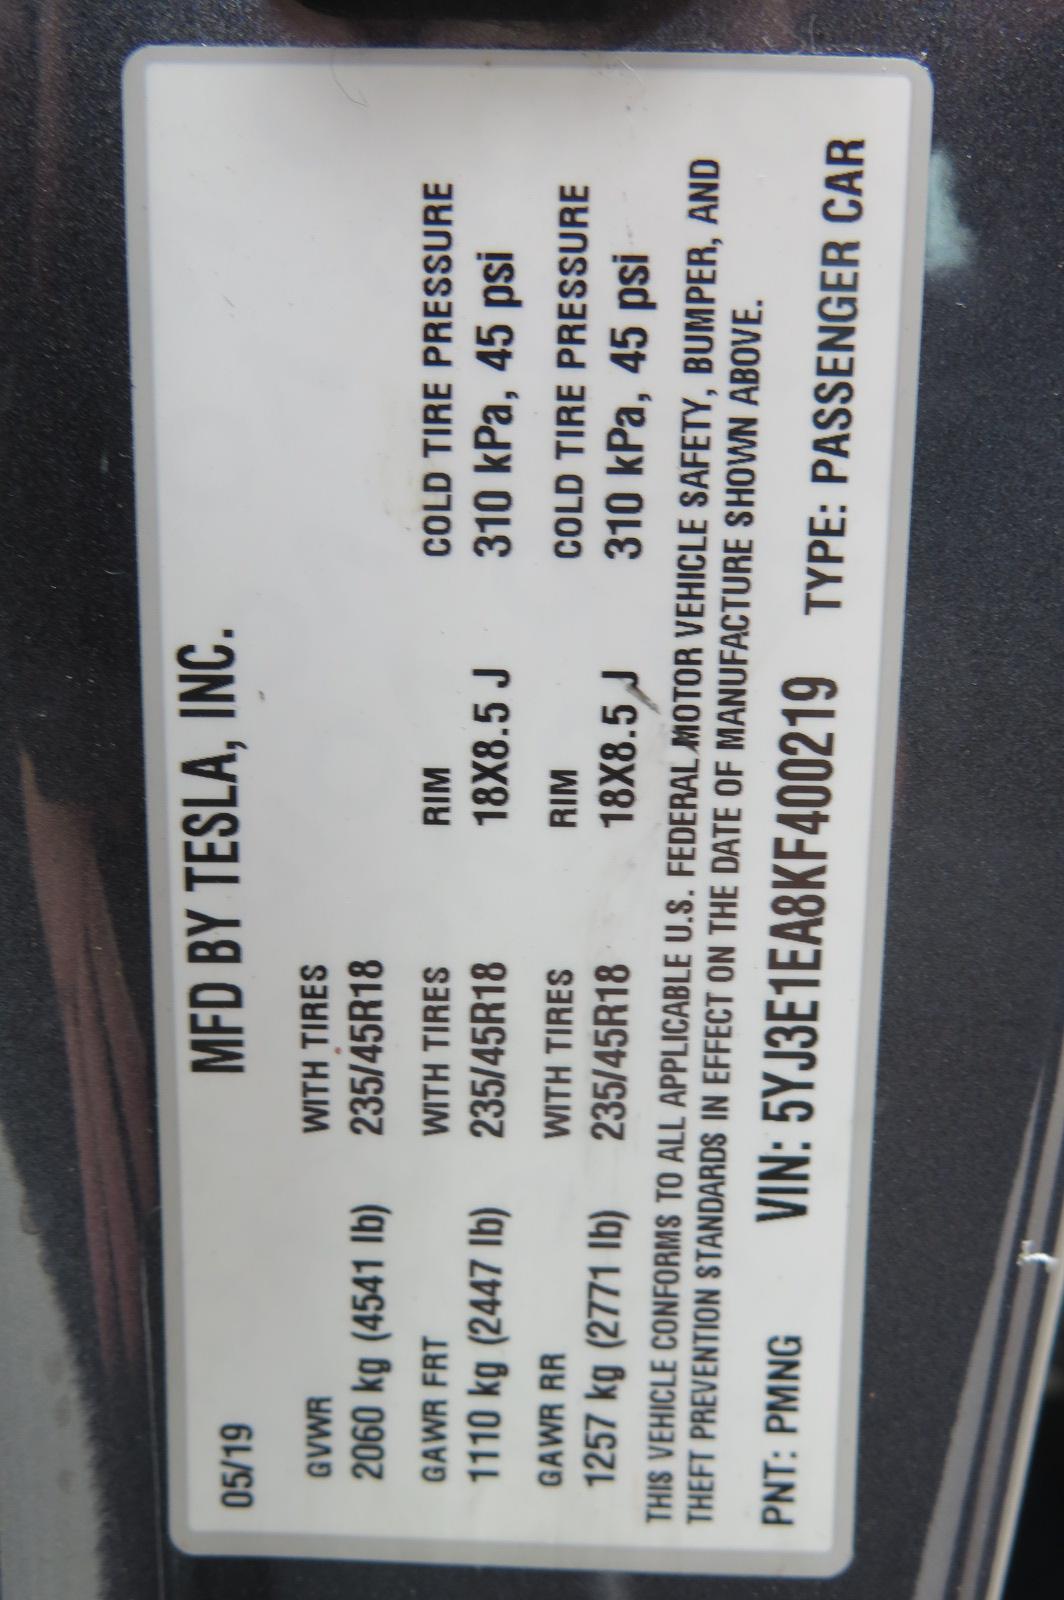 05/19 MFD BY TESLA, INC.
GVWR WITH TIRES
2060 kg (4541 lb) 235/45R18
GAWR FRT WITH TIRES RIM COLD TIRE PRESSURE
1110 kg (2447 lb) 235/45R18 18X8.5 J 310 kPa, 45 psi
GAWR RR WITH TIRES RIM COLD TIRE PRESSURE
1257 kg (2771 lb) 235/45R18 18X8.5 J 310 kPa, 45 psi
THIS VEHICLE CONFORMS TO ALL APPLICABLE U.S. FEDERAL MOTOR VEHICLE SAFETY, BUMPER, AND
THEFT PREVENTION STANDARDS IN EFFECT ON THE DATE OF MANUFACTURE SHOWN ABOVE.
PNT: PMNG VIN: 5YJ3E1EA8KF400219 TYPE: PASSENGER CAR